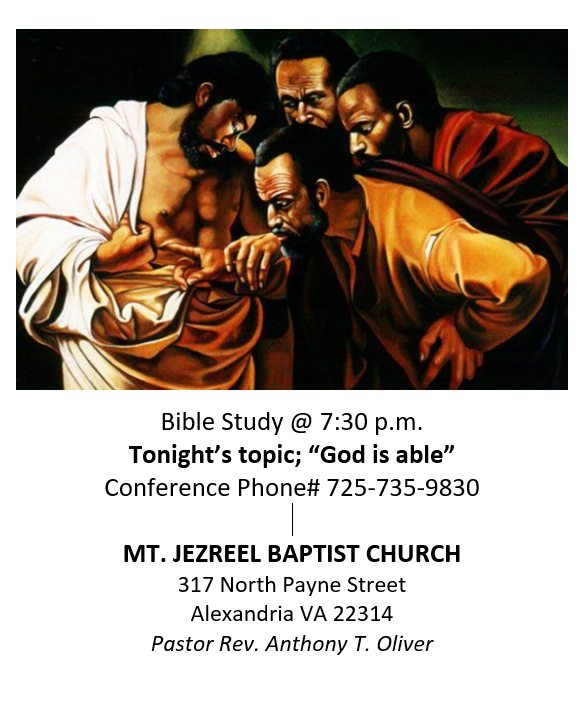 Bible Study @ 7:30 p.m.
Tonight’s topic; “God is able”
Conference Phone# 725-735-9830
MT. JEZREEL BAPTIST CHURCH
317 North Payne Street
Alexandria VA 22314
Pastor Rev. Anthony T. Oliver